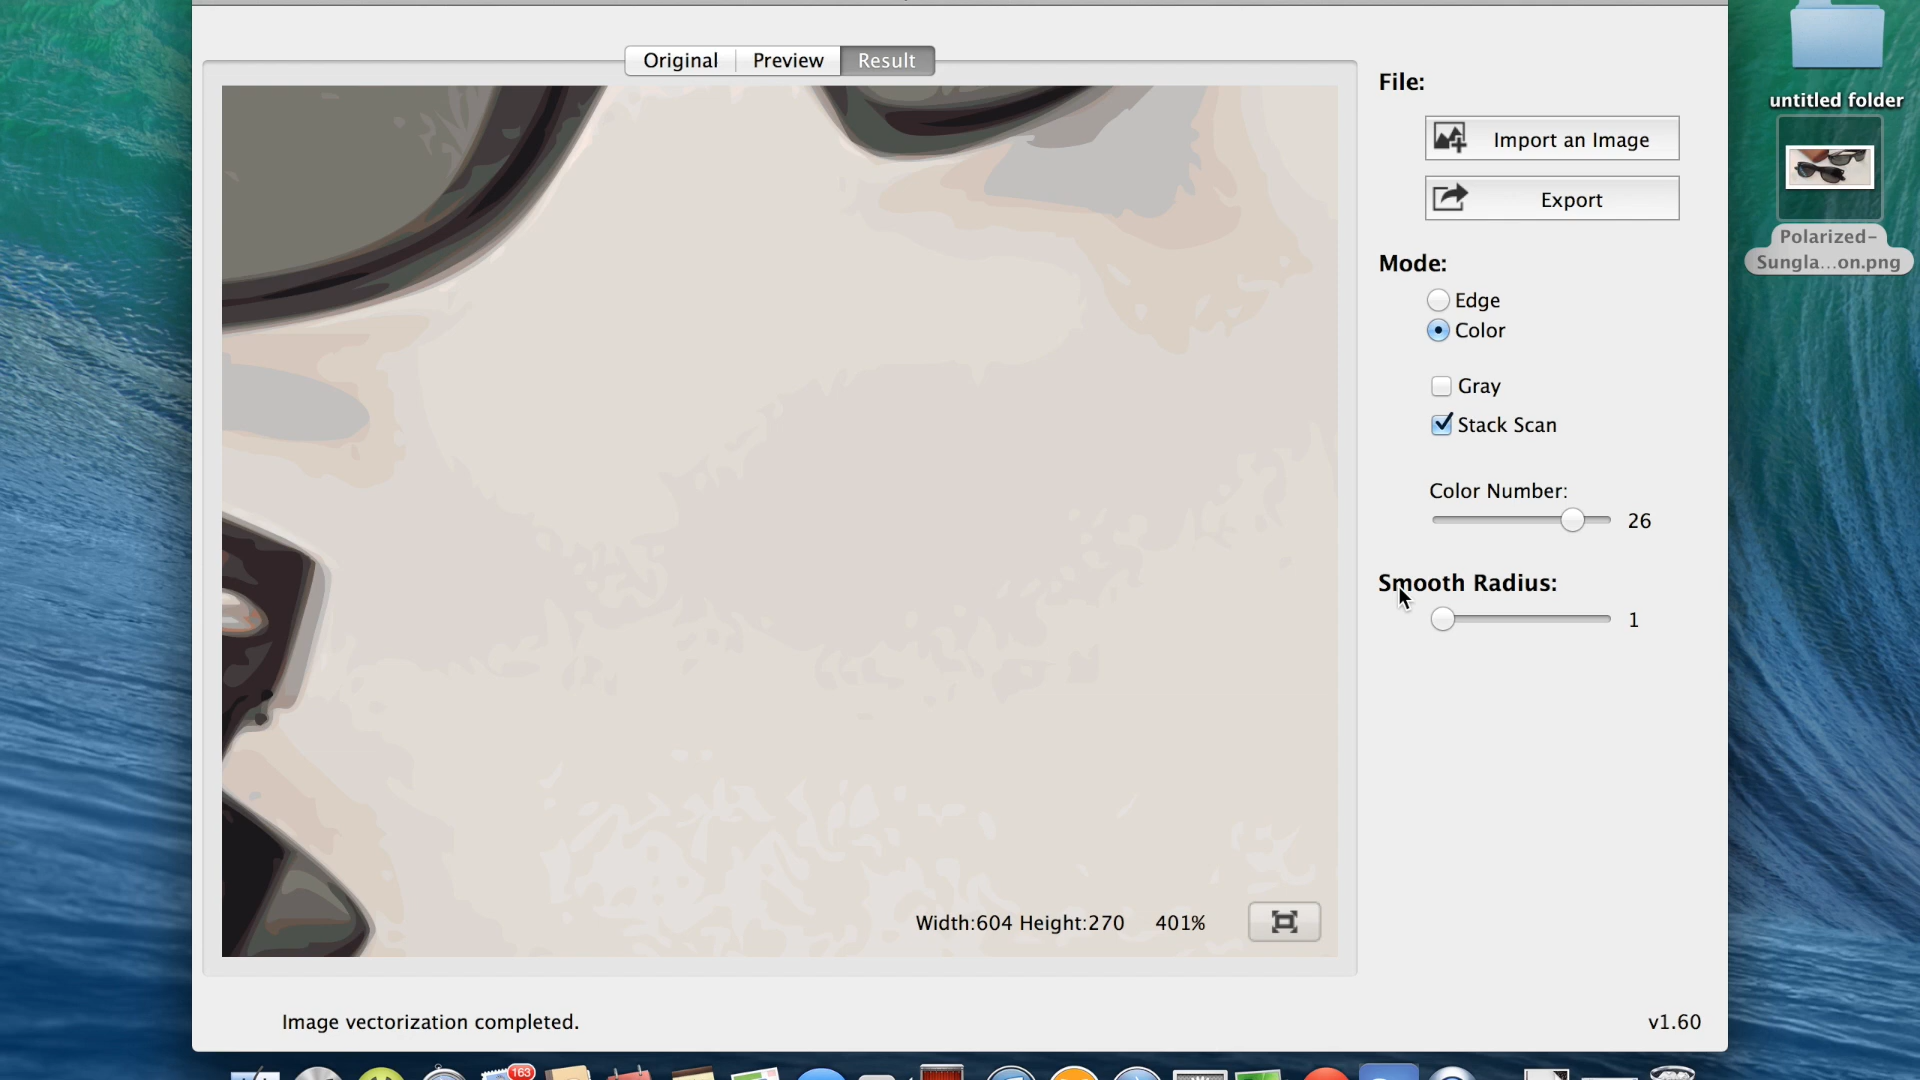 Original Preview Result
File:
Import an Image
Export
Mode:
Edge
Color
Gray
Stack Scan
Color Number:
26
Smooth Radius:
1
Width:604 Height:270 401%
Image vectorization completed.
v1.60
untitled folder
Polarized-
Sungla...on.png
163